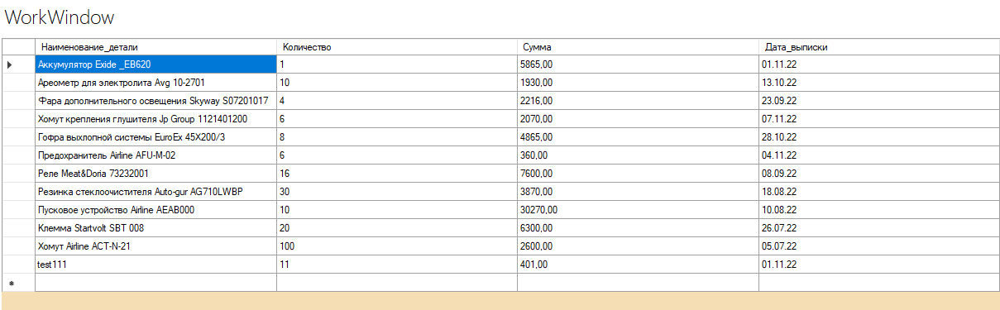 WorkWindow
Наименование_детали Количество Сумма Дата_выписки
Аккумулятор Exide _EB620 1 5865,00 01.11.22
Ареометр для электролита Avg 10-2701 10 1930,00 13.10.22
Фара дополнительного освещения Skyway S07201017 4 2216,00 23.09.22
Хомут крепления глушителя Jp Group 1121401200 6 2070,00 07.11.22
Гофра выхлопной системы EuroEx 45X200/3 8 4865,00 28.10.22
Предохранитель Airline AFU-M-02 6 360,00 04.11.22
Реле Meat&Doria 73232001 16 7600,00 08.09.22
Резинка стеклоочистителя Auto-gur AG710LWBP 30 3870,00 18.08.22
Пусковое устройство Airline AEAB000 10 30270,00 10.08.22
Клемма Startvolt SBT 008 20 6300,00 26.07.22
Хомут Airline ACT-N-21 100 2600,00 05.07.22
test111 11 401,00 01.11.22